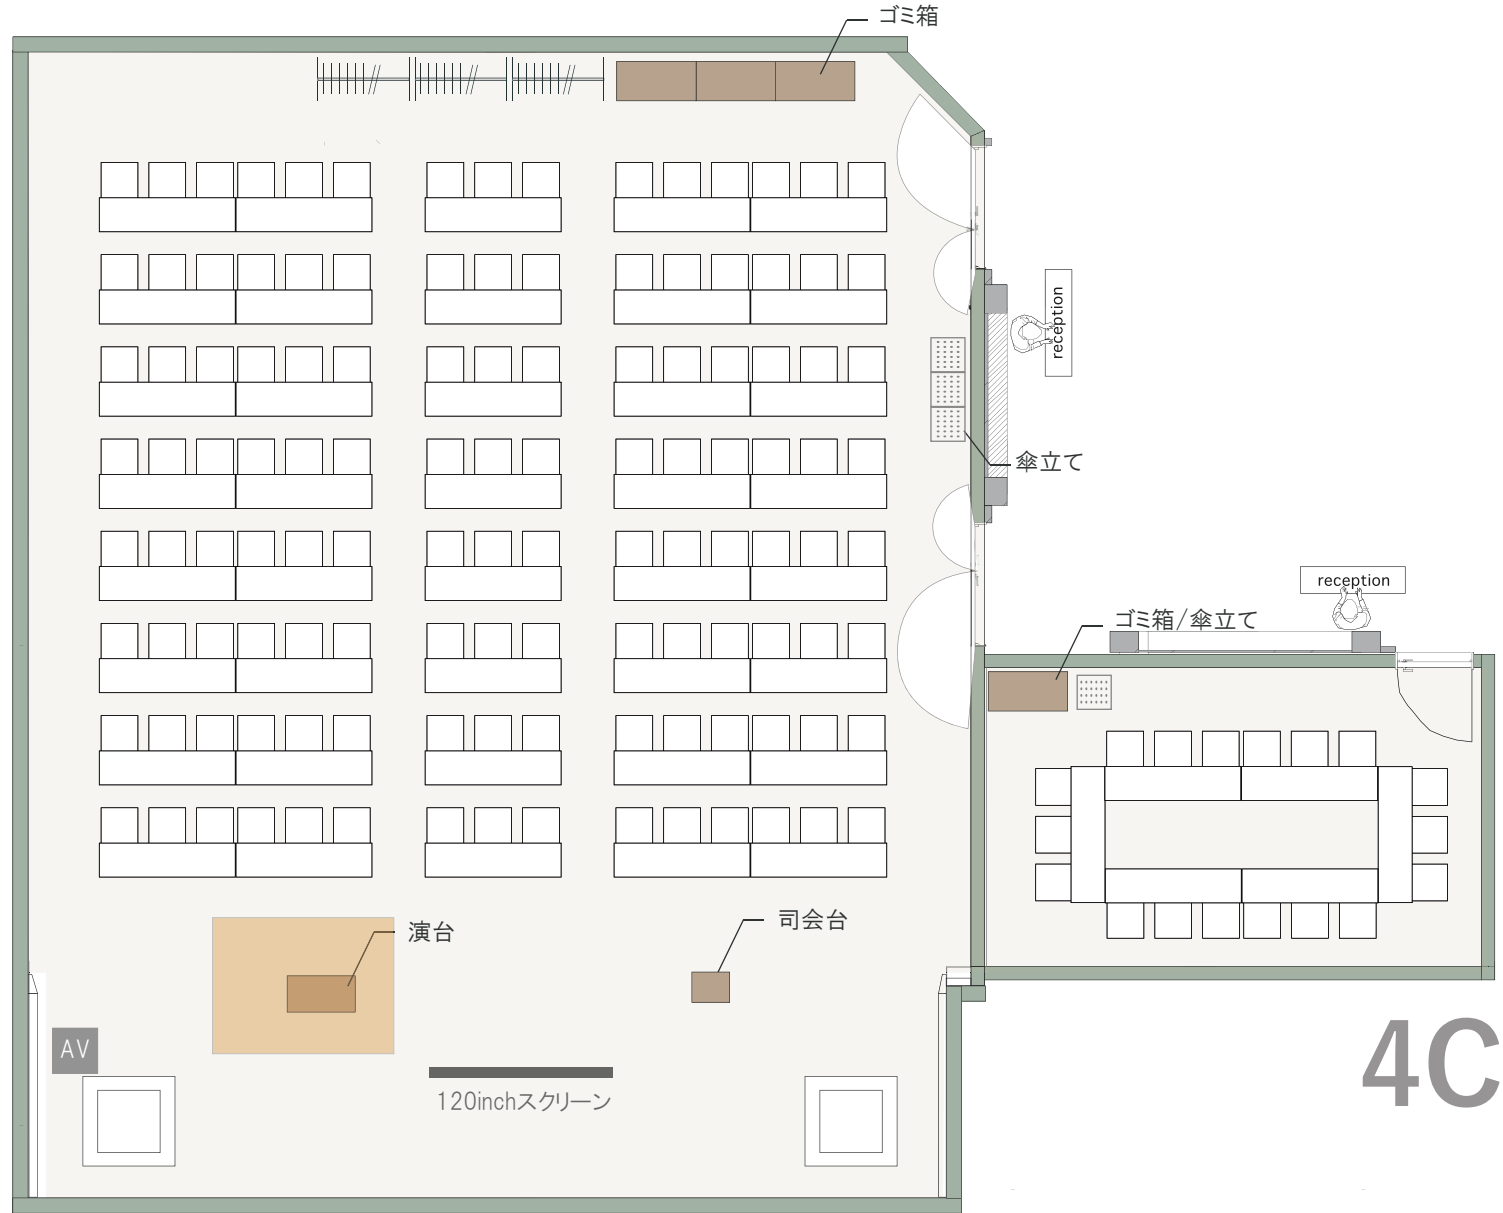 ゴミ箱
reception
傘立て
reception
ゴミ箱/傘立て
演台
司会台
AV
120inchスクリーン
4C